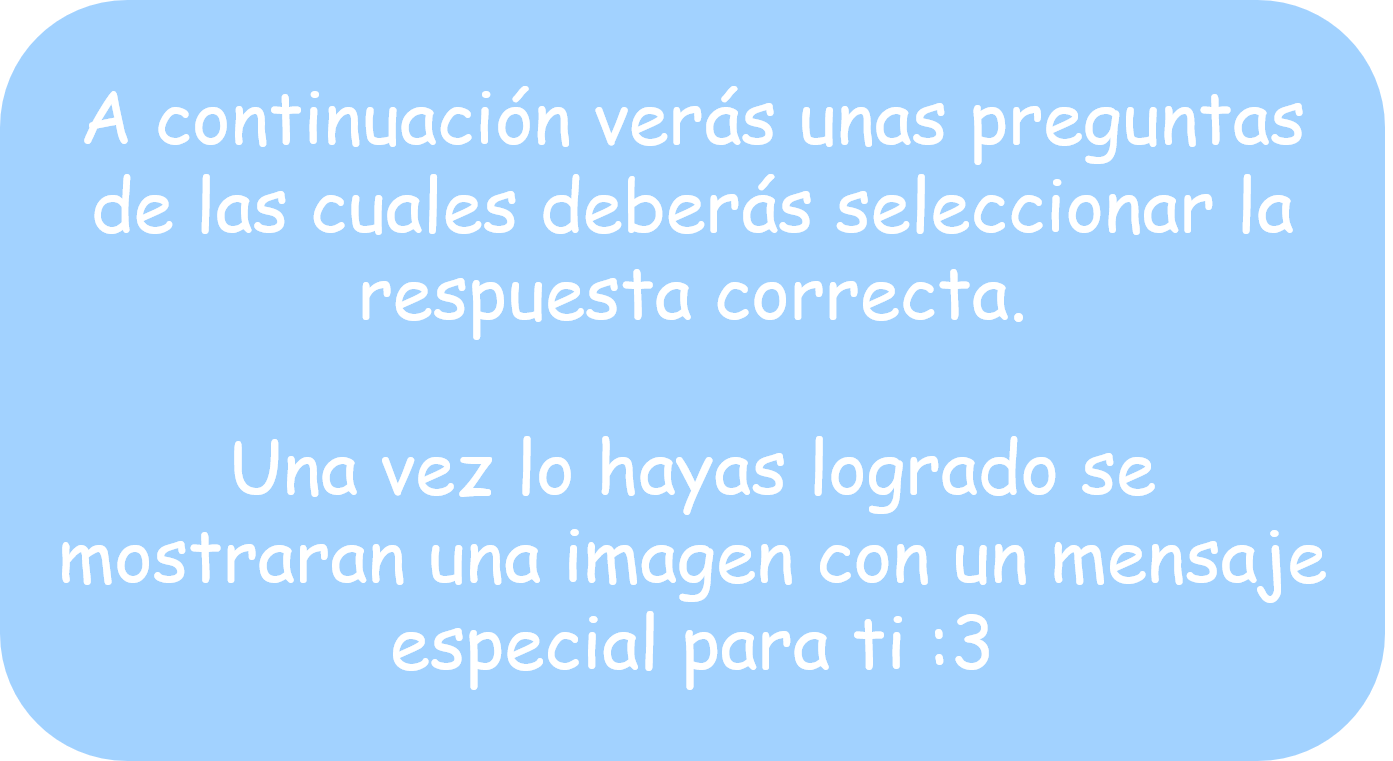 A continuación verás unas preguntas
de las cuales deberás seleccionar la
respuesta correcta.
Una vez lo hayas logrado se
mostraran una imagen con un mensaje
especial para ti :3